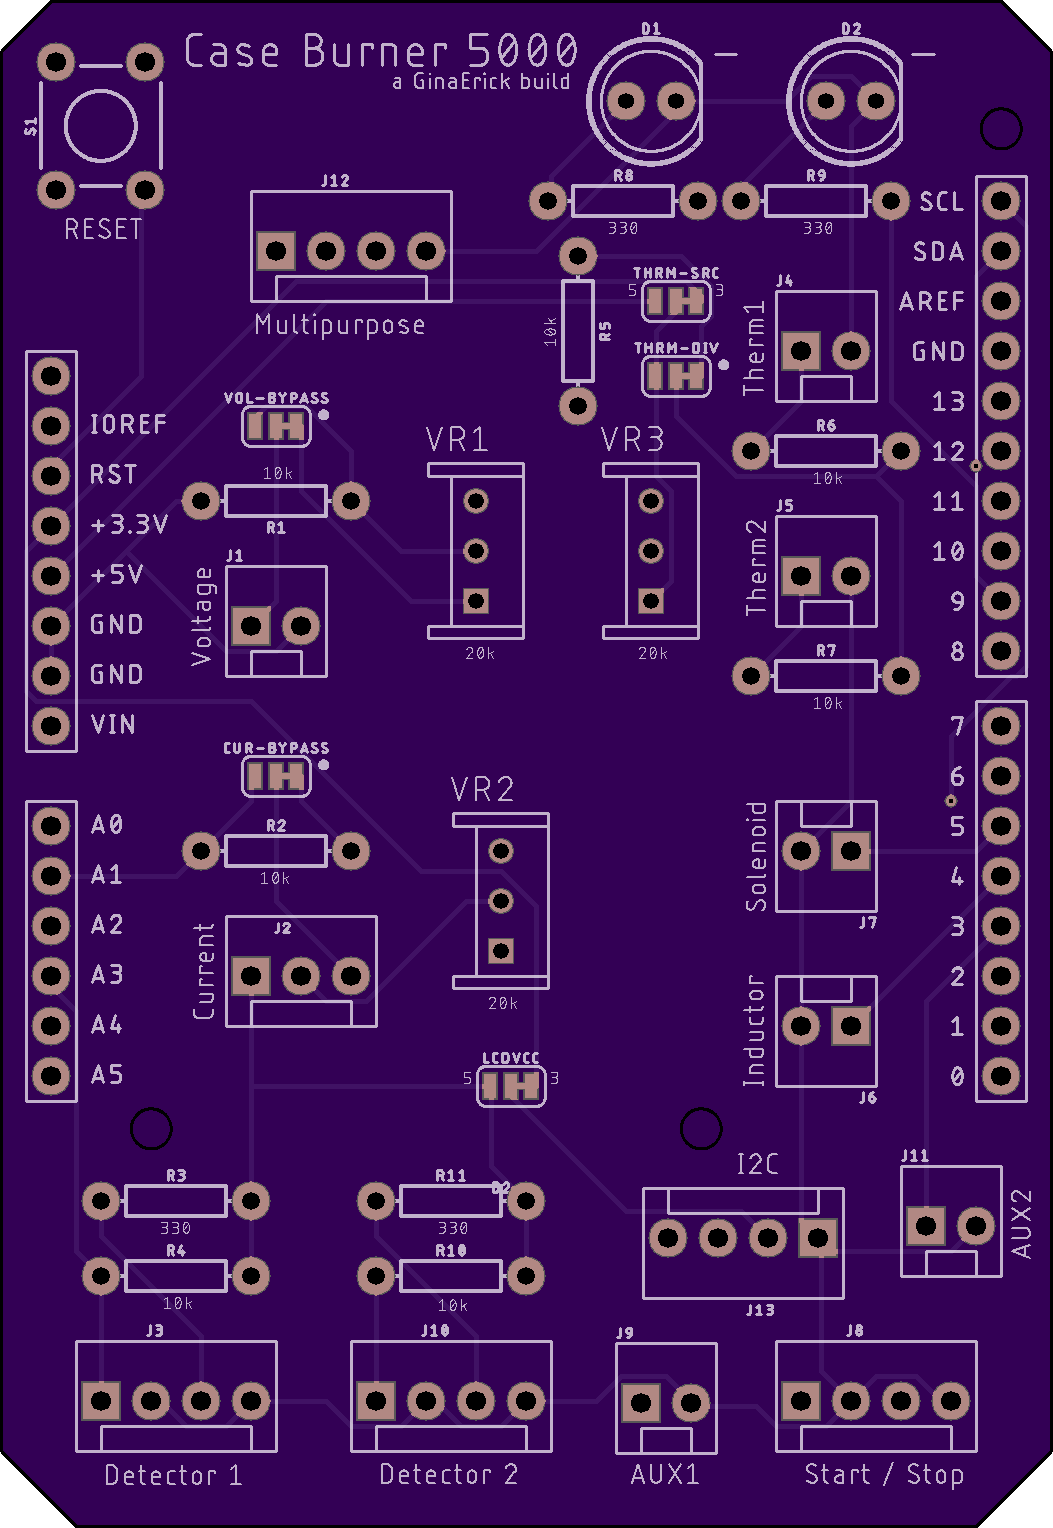 Case Burner 5000
a GinaErick build
D1
D2
S1
RESET
J12
Multipurpose
R8
330
R9
330
SCL
SDA
AREF
GND
13
12
11
10
9
8
THRM-SRC
5
3
THRM-DIV
R5
10k
J4
Therm1
R6
10k
J5
Therm2
R7
10k
IOREF
RST
+3.3V
+5V
GND
GND
VIN
VOL-BYPASS
10k
R1
J1
Voltage
VR1
20k
VR3
20k
7
6
5
4
3
2
1
0
CUR-BYPASS
R2
10k
J2
Current
VR2
20k
A0
A1
A2
A3
A4
A5
Solenoid
J7
Inductor
J6
LCDVCC
5
3
R3
330
R4
10k
R11
330
R10
10k
I2C
J13
J11
AUX2
J3
Detector 1
J10
Detector 2
J9
AUX1
J8
Start / Stop